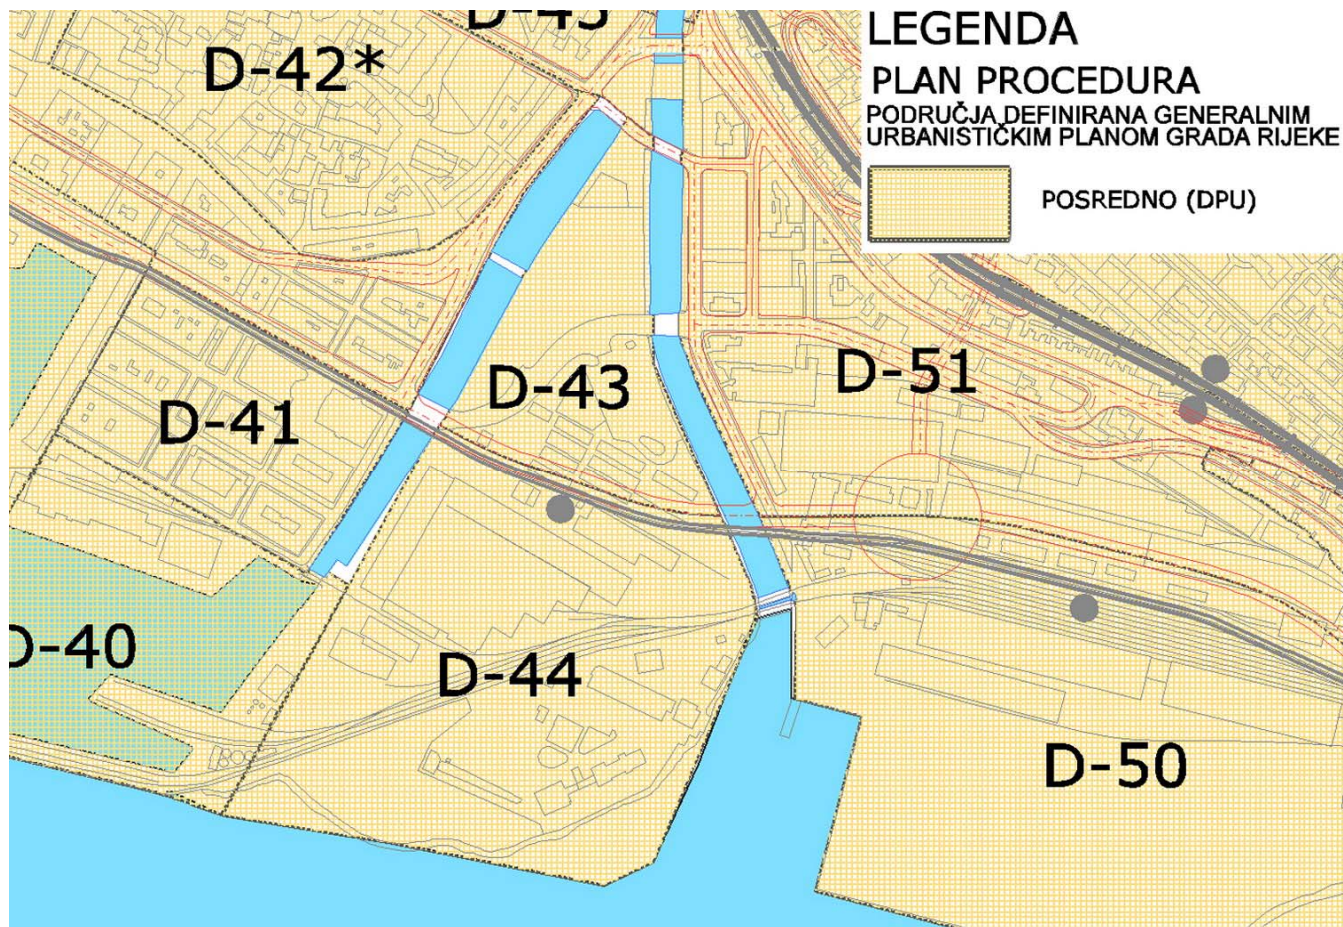 LEGENDA
PLAN PROCEDURA
PODRUČJA DEFINIRANA GENERALNIM
URBANISTIČKIM PLANOM GRADA RIJEKE
POSREDNO (DPU)
D-42*
D-51
D-43
D-41
D-40
D-44
D-50